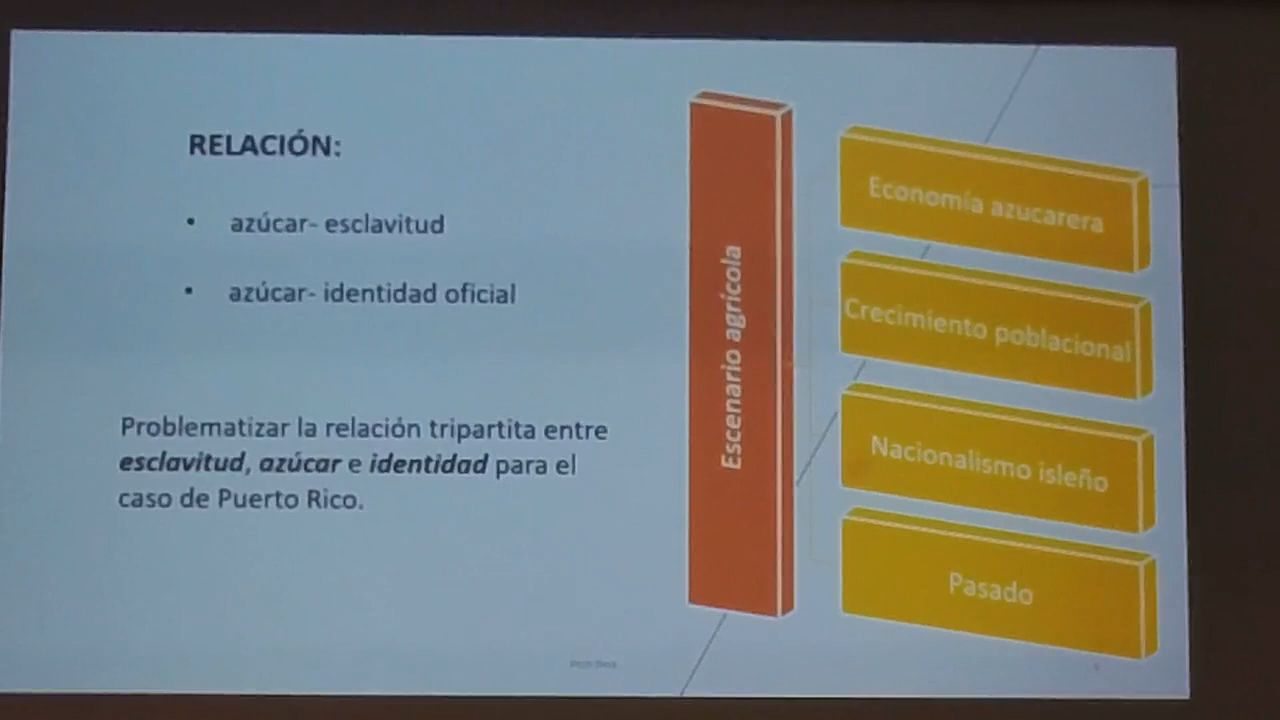 RELACIÓN:
• azúcar- esclavitud
• azúcar- identidad oficial
Problematizar la relación tripartita entre
esclavitud, azúcar e identidad para el
caso de Puerto Rico.
Escenario agrícola
Economía azucarera
Crecimiento poblacional
Nacionalismo isleño
Pasado